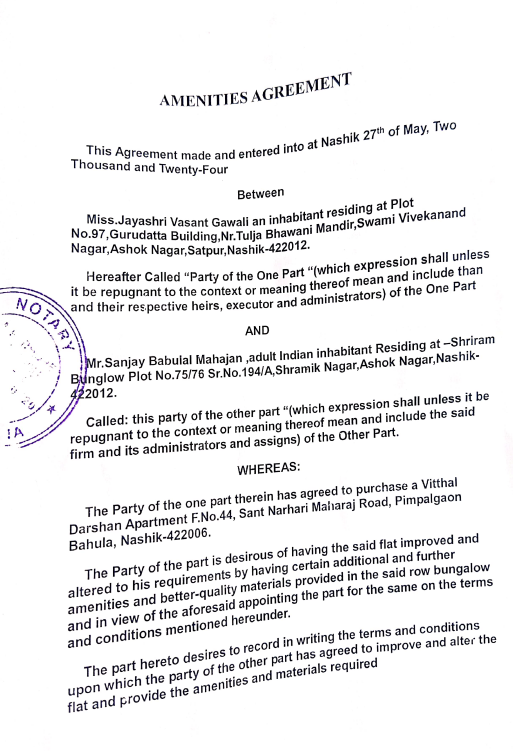 AMENITIES AGREEMENT
This Agreement made and entered into at Nashik 27th of May, Two
Thousand and Twenty-Four
Between
Miss.Jayashri Vasant Gawali an inhabitant residing at Plot
No.97,Gurudatta Building,Nr.Tulja Bhawani Mandir,Swami Vivekanand
Nagar,Ashok Nagar,Satpur,Nashik-422012.
Hereafter Called “Party of the One Part “(which expression shall unless
it be repugnant to the context or meaning thereof mean and include than
and their respective heirs, executor and administrators) of the One Part
NOTARY
AND
Mr.Sanjay Babulal Mahajan ,adult Indian inhabitant Residing at –Shriram
Bunglow Plot No.75/76 Sr.No.194/A,Shramik Nagar,Ashok Nagar,Nashik-
422012.
Called: this party of the other part “(which expression shall unless it be
repugnant to the context or meaning thereof mean and include the said
firm and its administrators and assigns) of the Other Part.
WHEREAS:
The Party of the one part therein has agreed to purchase a Vitthal
Darshan Apartment F.No.44, Sant Narhari Maharaj Road, Pimpalgaon
Bahula, Nashik-422006.
The Party of the part is desirous of having the said flat improved and
altered to his requirements by having certain additional and further
amenities and better-quality materials provided in the said row bungalow
and in view of the aforesaid appointing the part for the same on the terms
and conditions mentioned hereunder.
The part hereto desires to record in writing the terms and conditions
upon which the party of the other part has agreed to improve and alter the
flat and provide the amenities and materials required